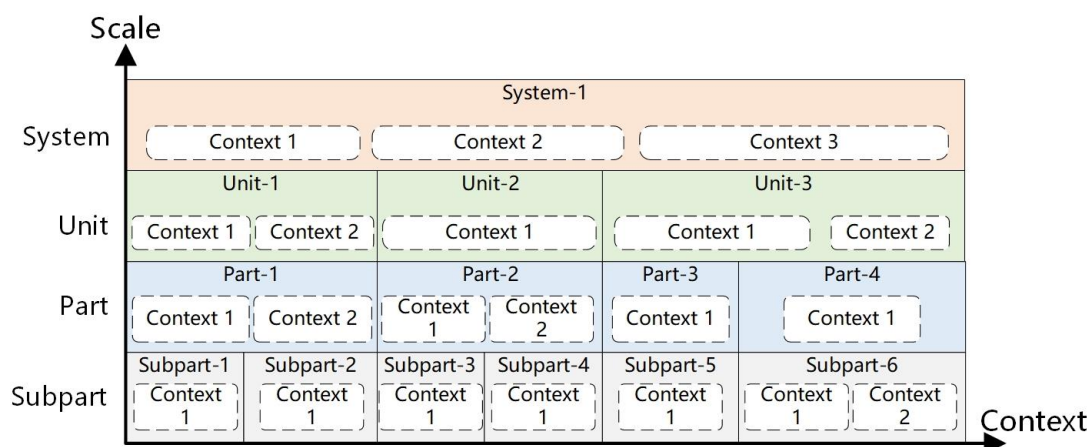 Scale
System-1
System
Context 1
Context 2
Context 3
Unit-1
Unit-2
Unit-3
Unit
Context 1
Context 2
Context 1
Context 1
Context 2
Part-1
Part-2
Part-3
Part-4
Part
Context 1
Context 2
Context
1
Context
2
Context 1
Context 1
Subpart-1
Subpart-2
Subpart-3
Subpart-4
Subpart-5
Subpart-6
Subpart
Context
1
Context
1
Context
1
Context
1
Context
1
Context
1
Context
2
Context